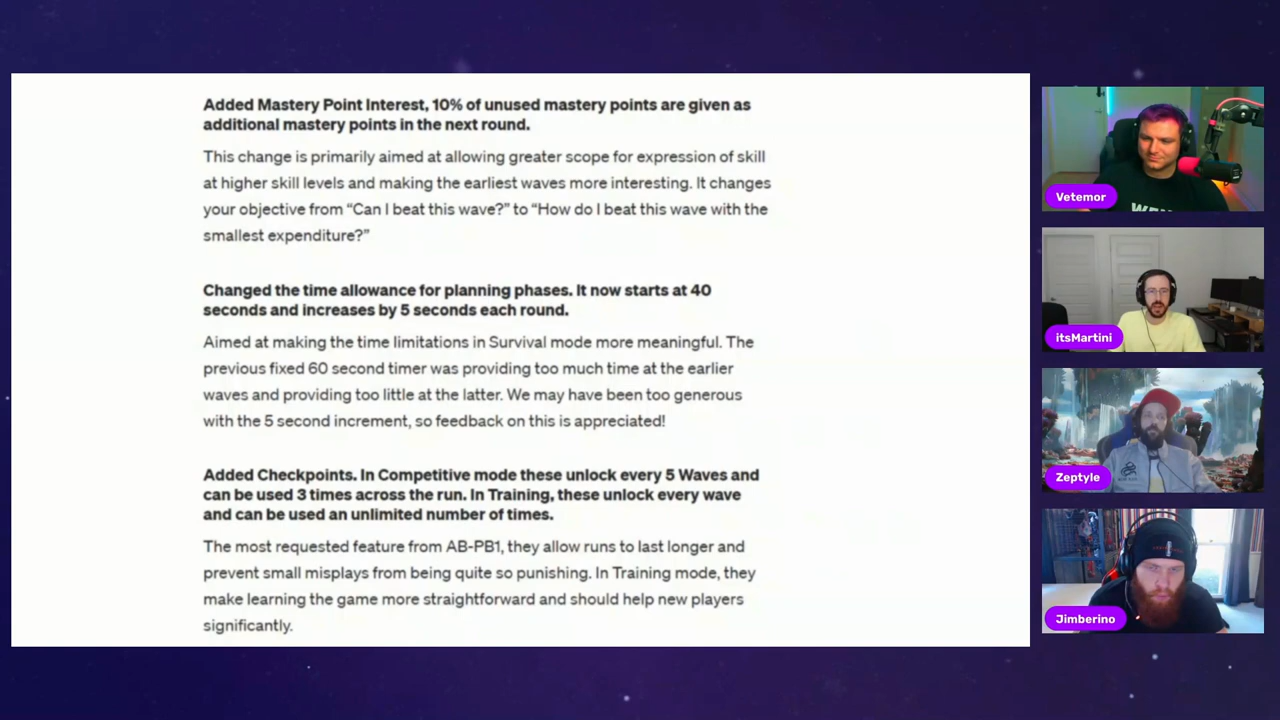 Added Mastery Point Interest, 10% of unused mastery points are given as
additional mastery points in the next round.
This change is primarily aimed at allowing greater scope for expression of skill
at higher skill levels and making the earliest waves more interesting. It changes
your objective from “Can I beat this wave?” to “How do I beat this wave with the
smallest expenditure?”
Changed the time allowance for planning phases. It now starts at 40
seconds and increases by 5 seconds each round.
Aimed at making the time limitations in Survival mode more meaningful. The
previous fixed 60 second timer was providing too much time at the earlier
waves and providing too little at the latter. We may have been too generous
with the 5 second increment, so feedback on this is appreciated!
Added Checkpoints. In Competitive mode these unlock every 5 Waves and
can be used 3 times across the run. In Training, these unlock every wave
and can be used an unlimited number of times.
The most requested feature from AB-PB1, they allow runs to last longer and
prevent small misplays from being quite so punishing. In Training mode, they
make learning the game more straightforward and should help new players
significantly.
Vetemor
itsMartini
Zeptyle
Jimberino